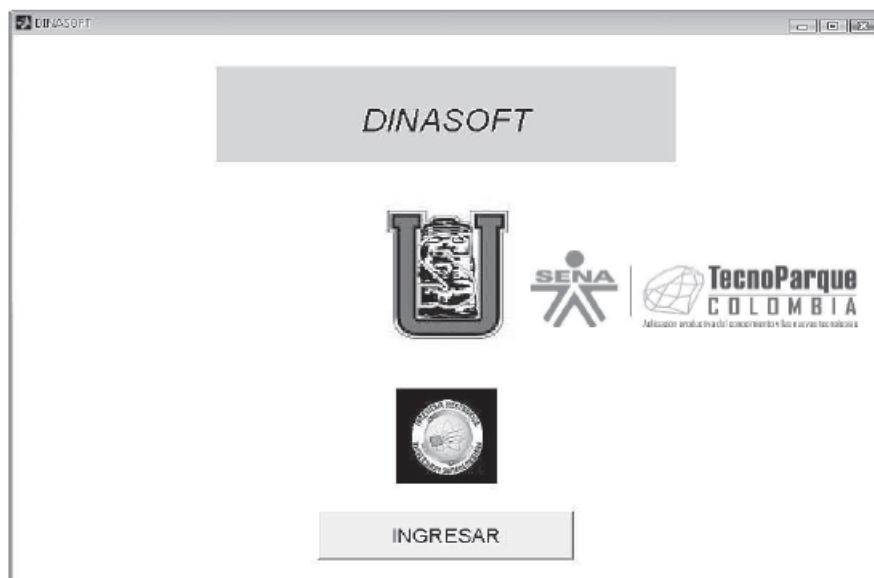 DINASOFT
DINASOFT
SENA
TecnoParque
COLOMBIA
INGRESAR